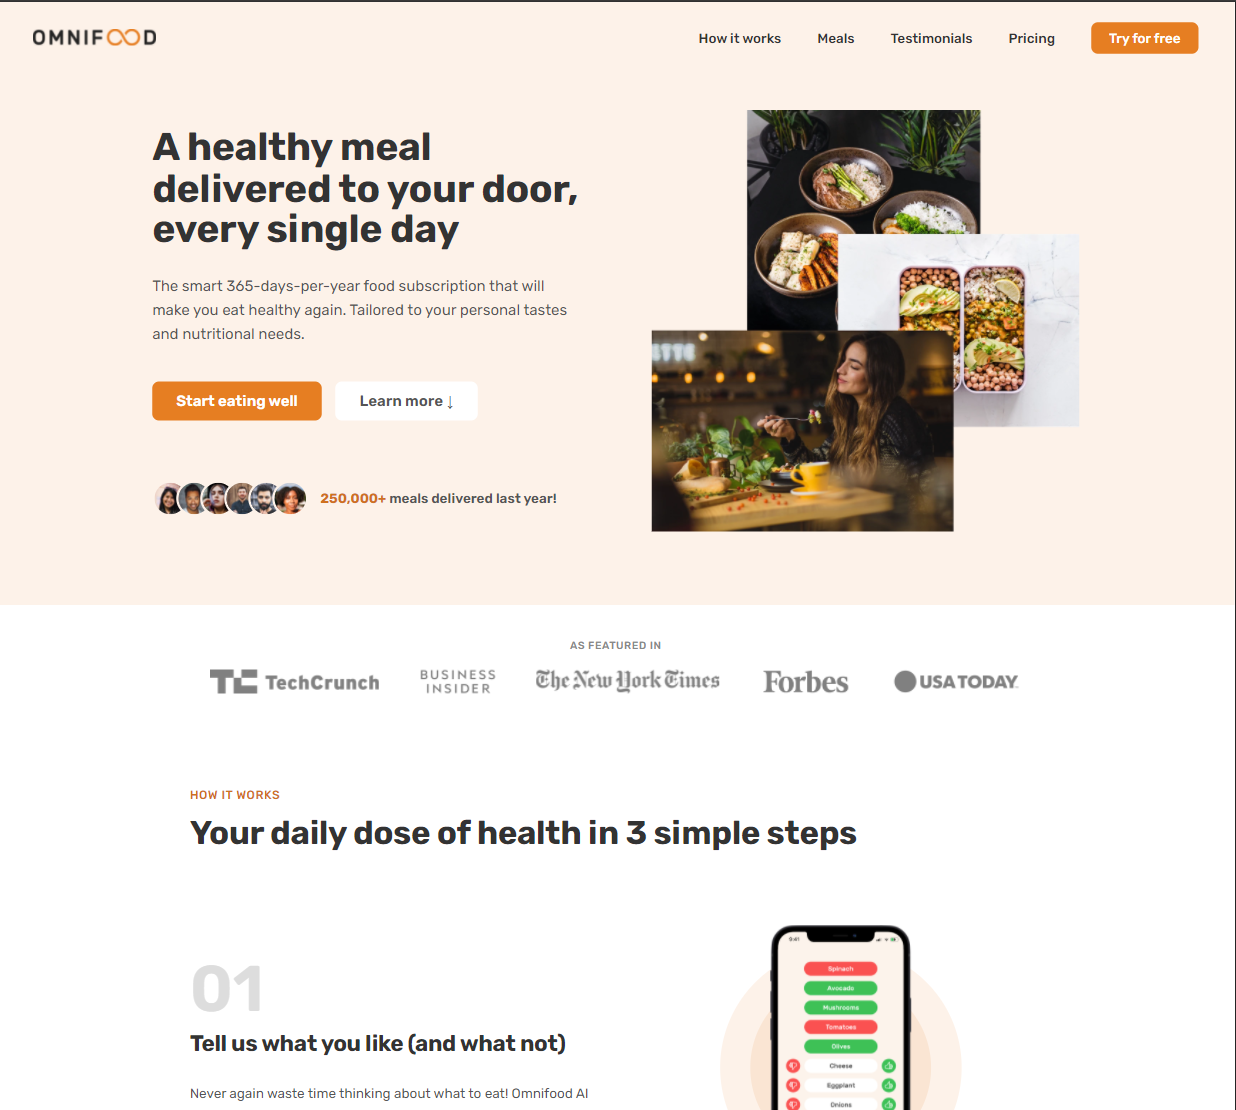 OMNIFOOD
How it works
Meals
Testimonials
Pricing
Try for free
A healthy meal
delivered to your door,
every single day
The smart 365-days-per-year food subscription that will
make you eat healthy again. Tailored to your personal tastes
and nutritional needs.
Start eating well
Learn more ↓
250,000+ meals delivered last year!
AS FEATURED IN
TechCrunch
BUSINESS
INSIDER
The New York Times
Forbes
USA TODAY
HOW IT WORKS
Your daily dose of health in 3 simple steps
01
Tell us what you like (and what not)
Never again waste time thinking about what to eat! Omnifood AI
9:41
Spinach
Avocado
Mushrooms
Tomatoes
Olives
Cheese
Eggplant
Onions